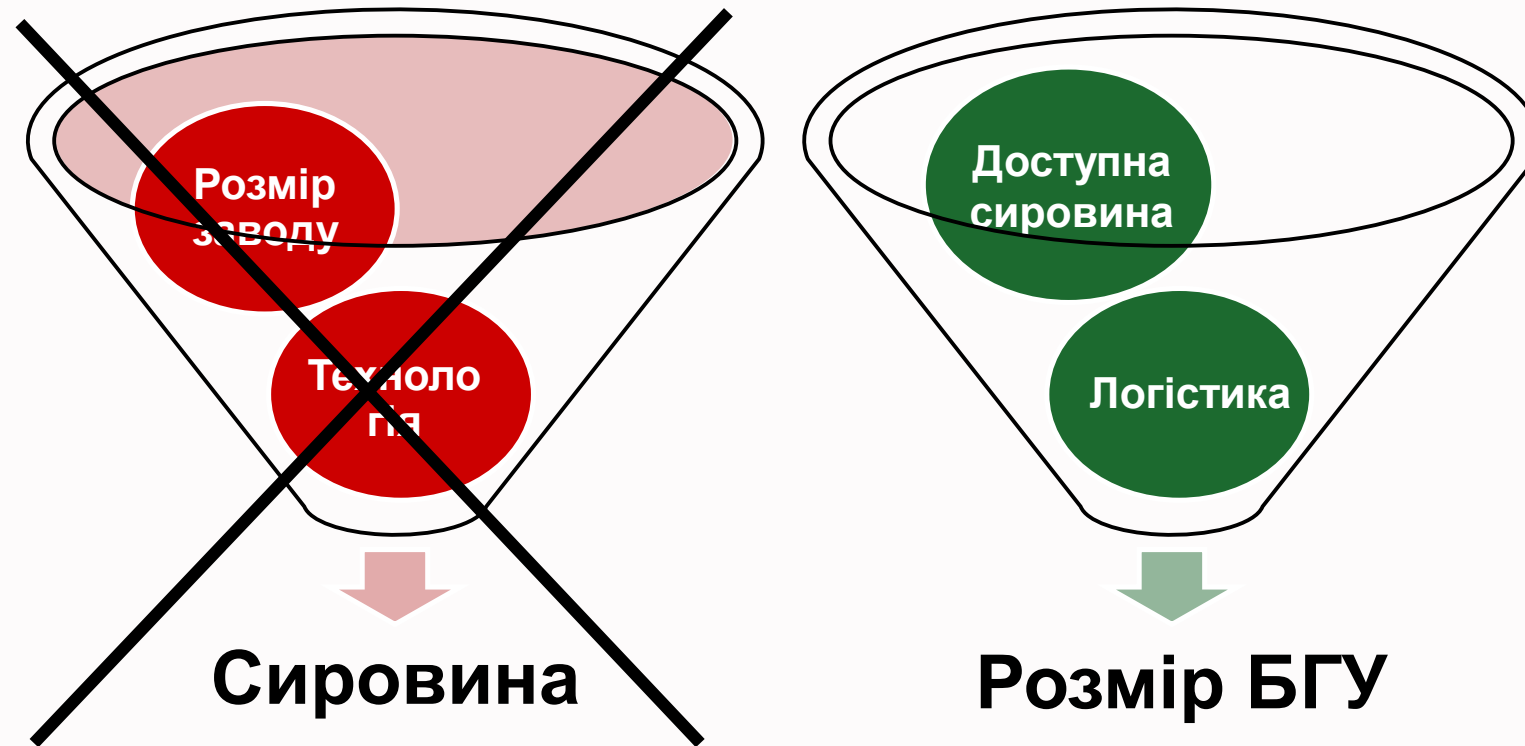 Розмір
заводу
Техноло
гія
Сировина
Доступна
сировина
Логістика
Розмір БГУ